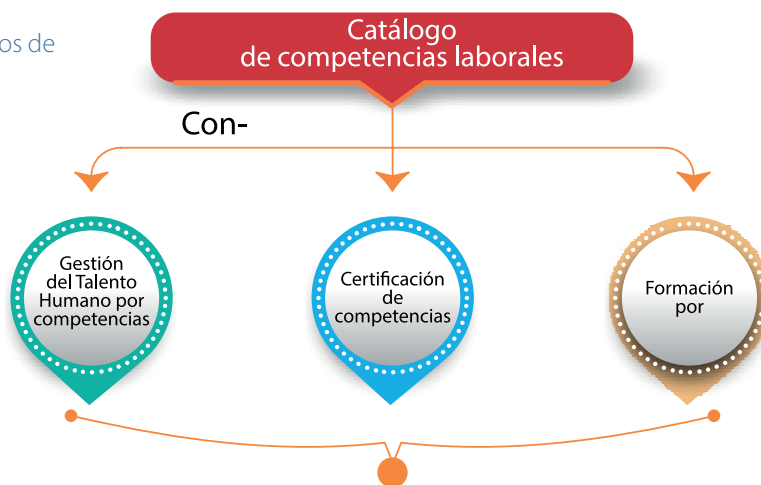 os de
Catálogo
de competencias laborales
Con-
Gestión
del Talento
Humano por
competencias
Certificación
de
competencias
Formación
por